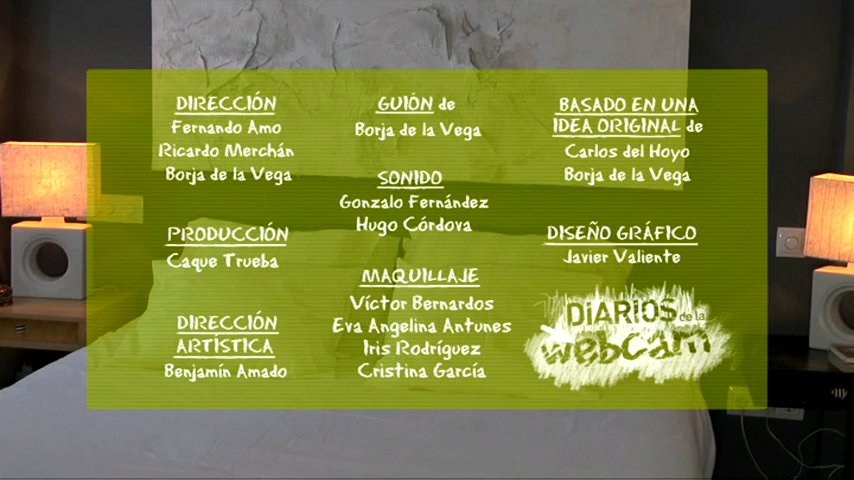 DIRECCIÓN
Fernando Amo
Ricardo Merchán
Borja de la Vega
PRODUCCIÓN
Caque Trueba
DIRECCIÓN
ARTÍSTICA
Benjamín Amado
GUIÓN de
Borja de la Vega
SONIDO
Gonzalo Fernández
Hugo Córdova
MAQUILLAJE
Víctor Bernardos
Eva Angelina Antunes
Iris Rodríguez
Cristina García
BASADO EN UNA
IDEA ORIGINAL de
Carlos del Hoyo
Borja de la Vega
DISEÑO GRÁFICO
Javier Valiente
DiARIOS de la
webcam